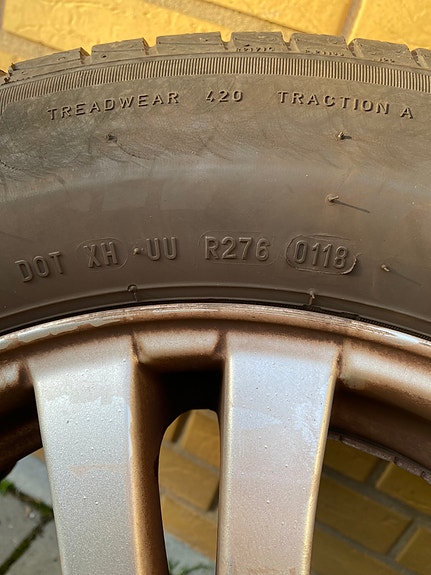 TREADWEAR 420 TRACTION A
DOT XH UU R276 0118